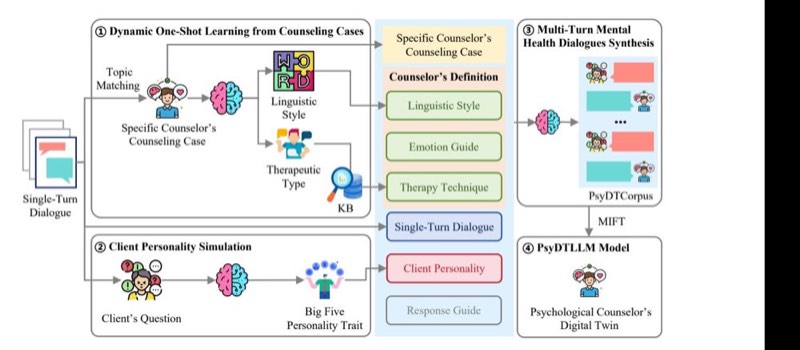 Single-Turn
Dialogue
① Dynamic One-Shot Learning from Counseling Cases
Topic
Matching
Specific Counselor's
Counseling Case
WORD
Linguistic
Style
Therapeutic
Type
KB
② Client Personality Simulation
Client's Question
Big Five
Personality Trait
Specific Counselor's
Counseling Case
Counselor's Definition
Linguistic Style
Emotion Guide
Therapy Technique
Single-Turn Dialogue
Client Personality
Response Guide
③ Multi-Turn Mental
Health Dialogues Synthesis
...
PsyDTCorpus
MIFT
④ PsyDTLLM Model
Psychological Counselor's
Digital Twin